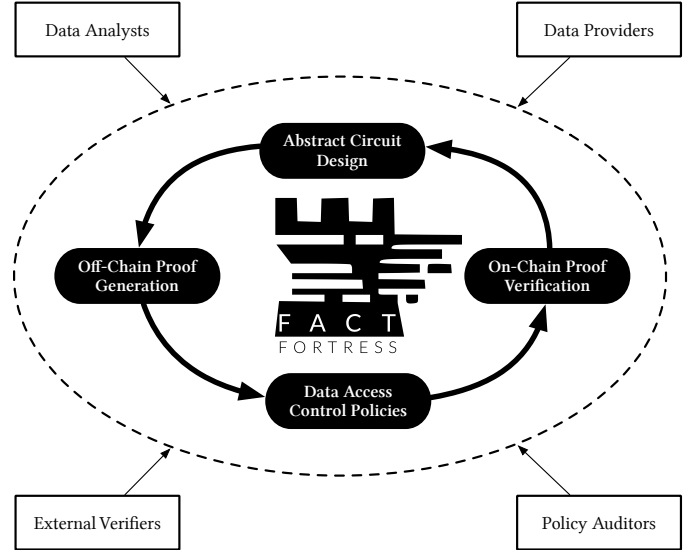 Data Analysts
Data Providers
Abstract Circuit
Design
Off-Chain Proof
Generation
On-Chain Proof
Verification
FACT
FORTRESS
Data Access
Control Policies
External Verifiers
Policy Auditors